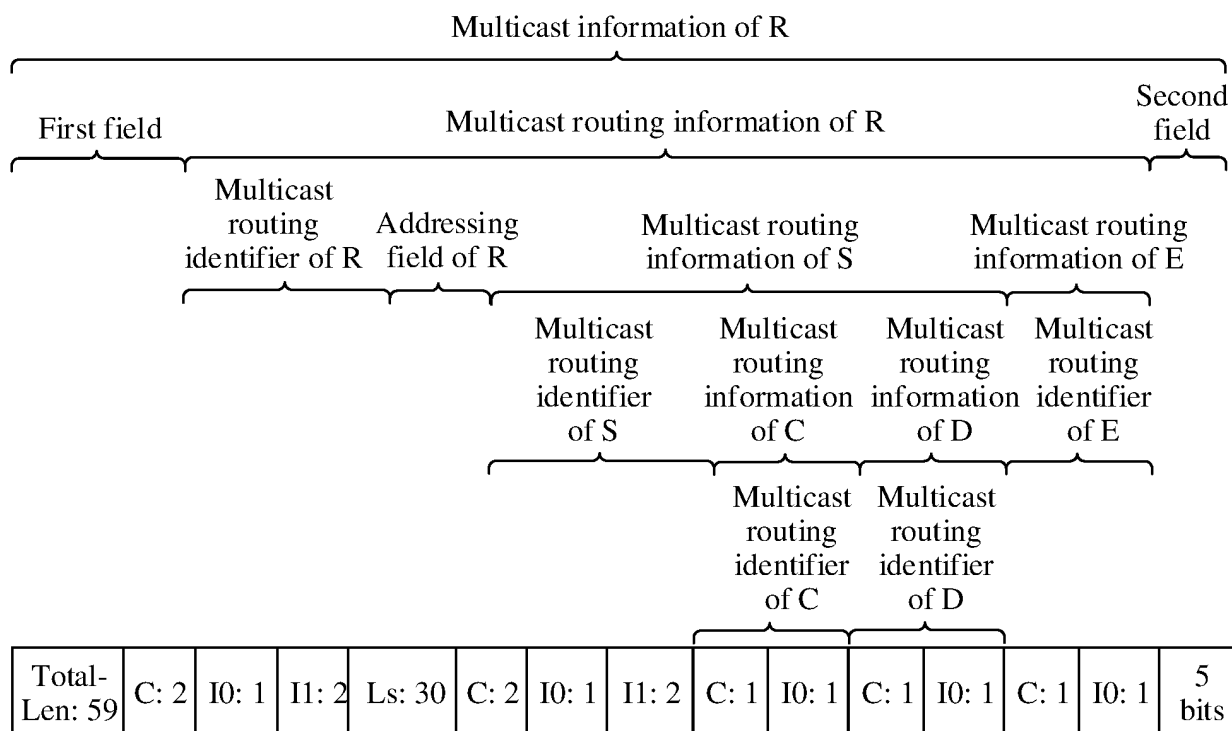 Multicast information of R
First field
Multicast routing information of R
Second
field
Multicast
routing
identifier of R
Addressing
field of R
Multicast routing
information of S
Multicast routing
information of E
Multicast
routing
identifier
of S
Multicast
routing
information
of C
Multicast
routing
information
of D
Multicast
routing
identifier
of E
Multicast
routing
identifier
of C
Multicast
routing
identifier
of D
Total-
Len: 59
C: 2
I0: 1
I1: 2
Ls: 30
C: 2
I0: 1
I1: 2
C: 1
I0: 1
C: 1
I0: 1
C: 1
I0: 1
5
bits